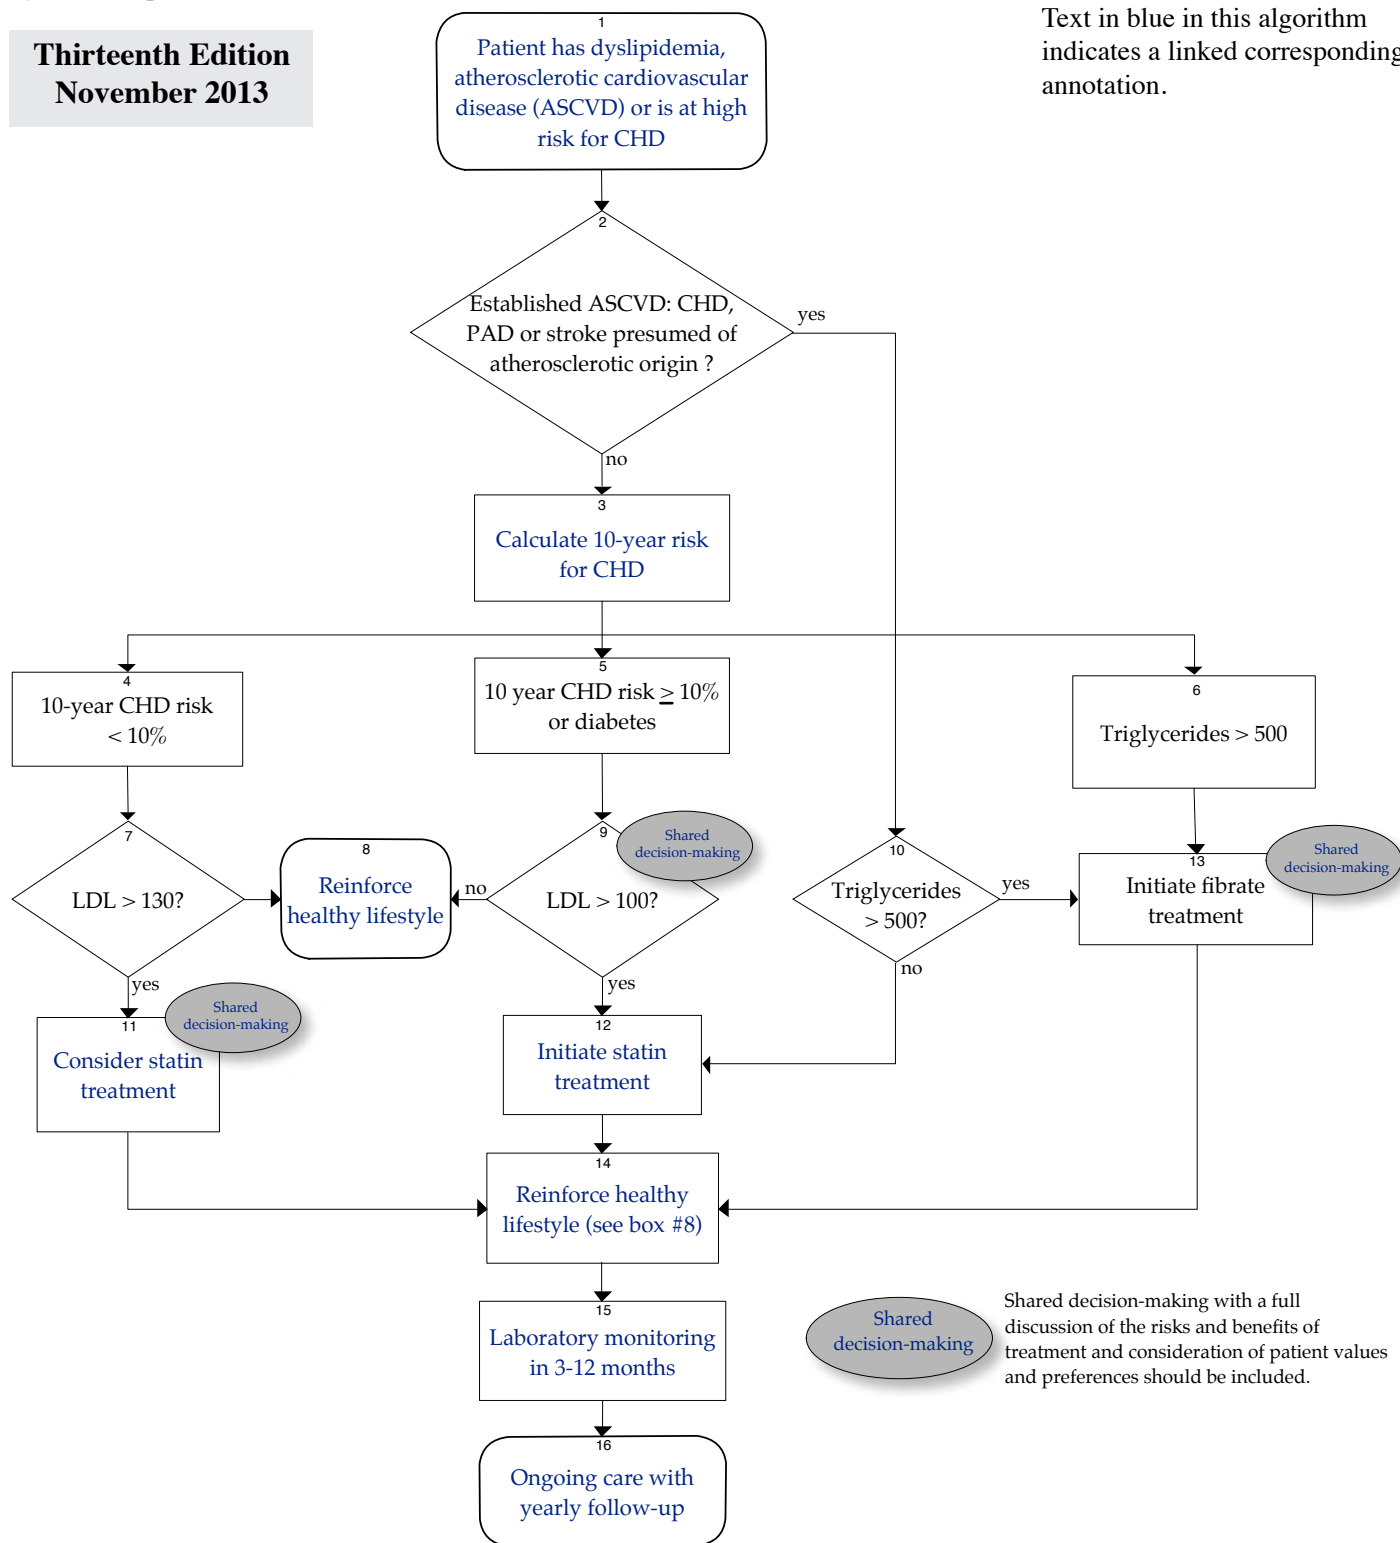 Thirteenth Edition
November 2013
Text in blue in this algorithm
indicates a linked corresponding
annotation.
1
Patient has dyslipidemia,
atherosclerotic cardiovascular
disease (ASCVD) or is at high
risk for CHD
2
Established ASCVD: CHD,
PAD or stroke presumed of
atherosclerotic origin ?
yes
no
3
Calculate 10-year risk
for CHD
4
10-year CHD risk
< 10%
5
10 year CHD risk ≥ 10%
or diabetes
6
Triglycerides > 500
7
LDL > 130?
8
Reinforce
healthy lifestyle
no
9
LDL > 100?
Shared
decision-making
10
Triglycerides
> 500?
yes
no
13
Initiate fibrate
treatment
Shared
decision-making
yes
11
Consider statin
treatment
Shared
decision-making
yes
12
Initiate statin
treatment
14
Reinforce healthy
lifestyle (see box #8)
15
Laboratory monitoring
in 3-12 months
16
Ongoing care with
yearly follow-up
Shared
decision-making
Shared decision-making with a full
discussion of the risks and benefits of
treatment and consideration of patient values
and preferences should be included.